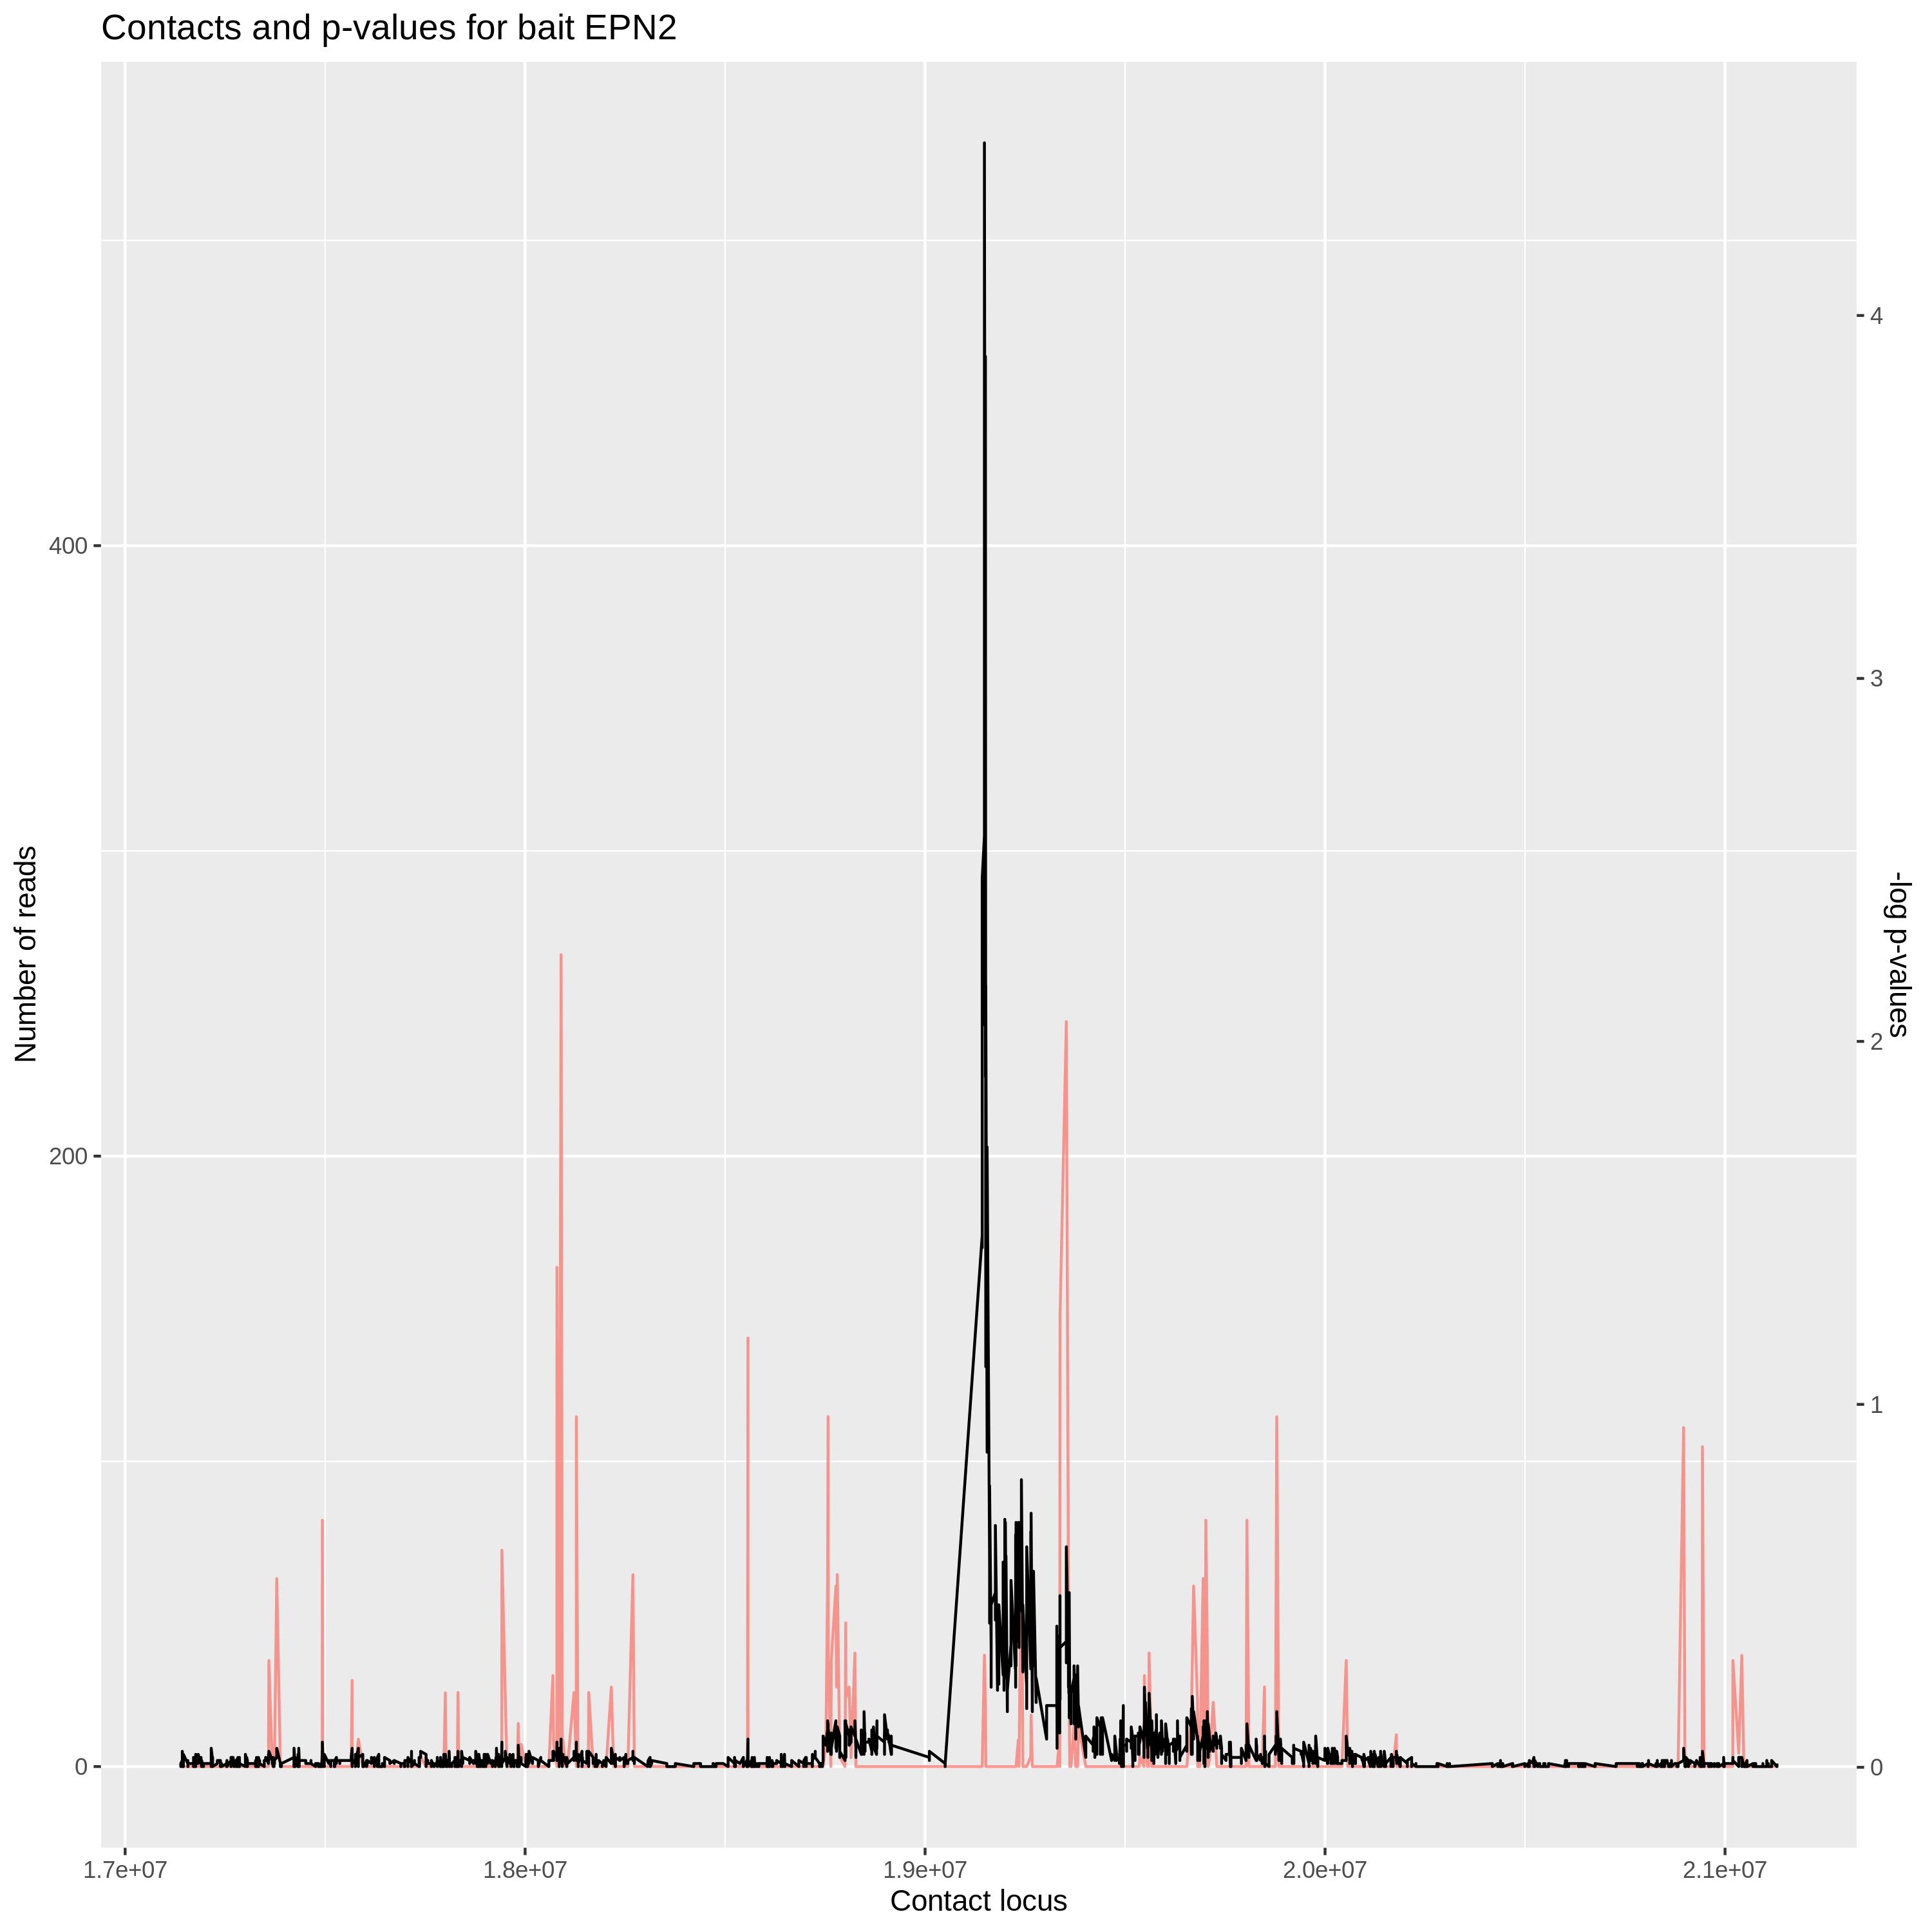 Contacts and p-values for bait EPN2
Number of reads
400
200
0
4
3
2
1
0
-log p-values
1.7e+07
1.8e+07
1.9e+07
2.0e+07
2.1e+07
Contact locus